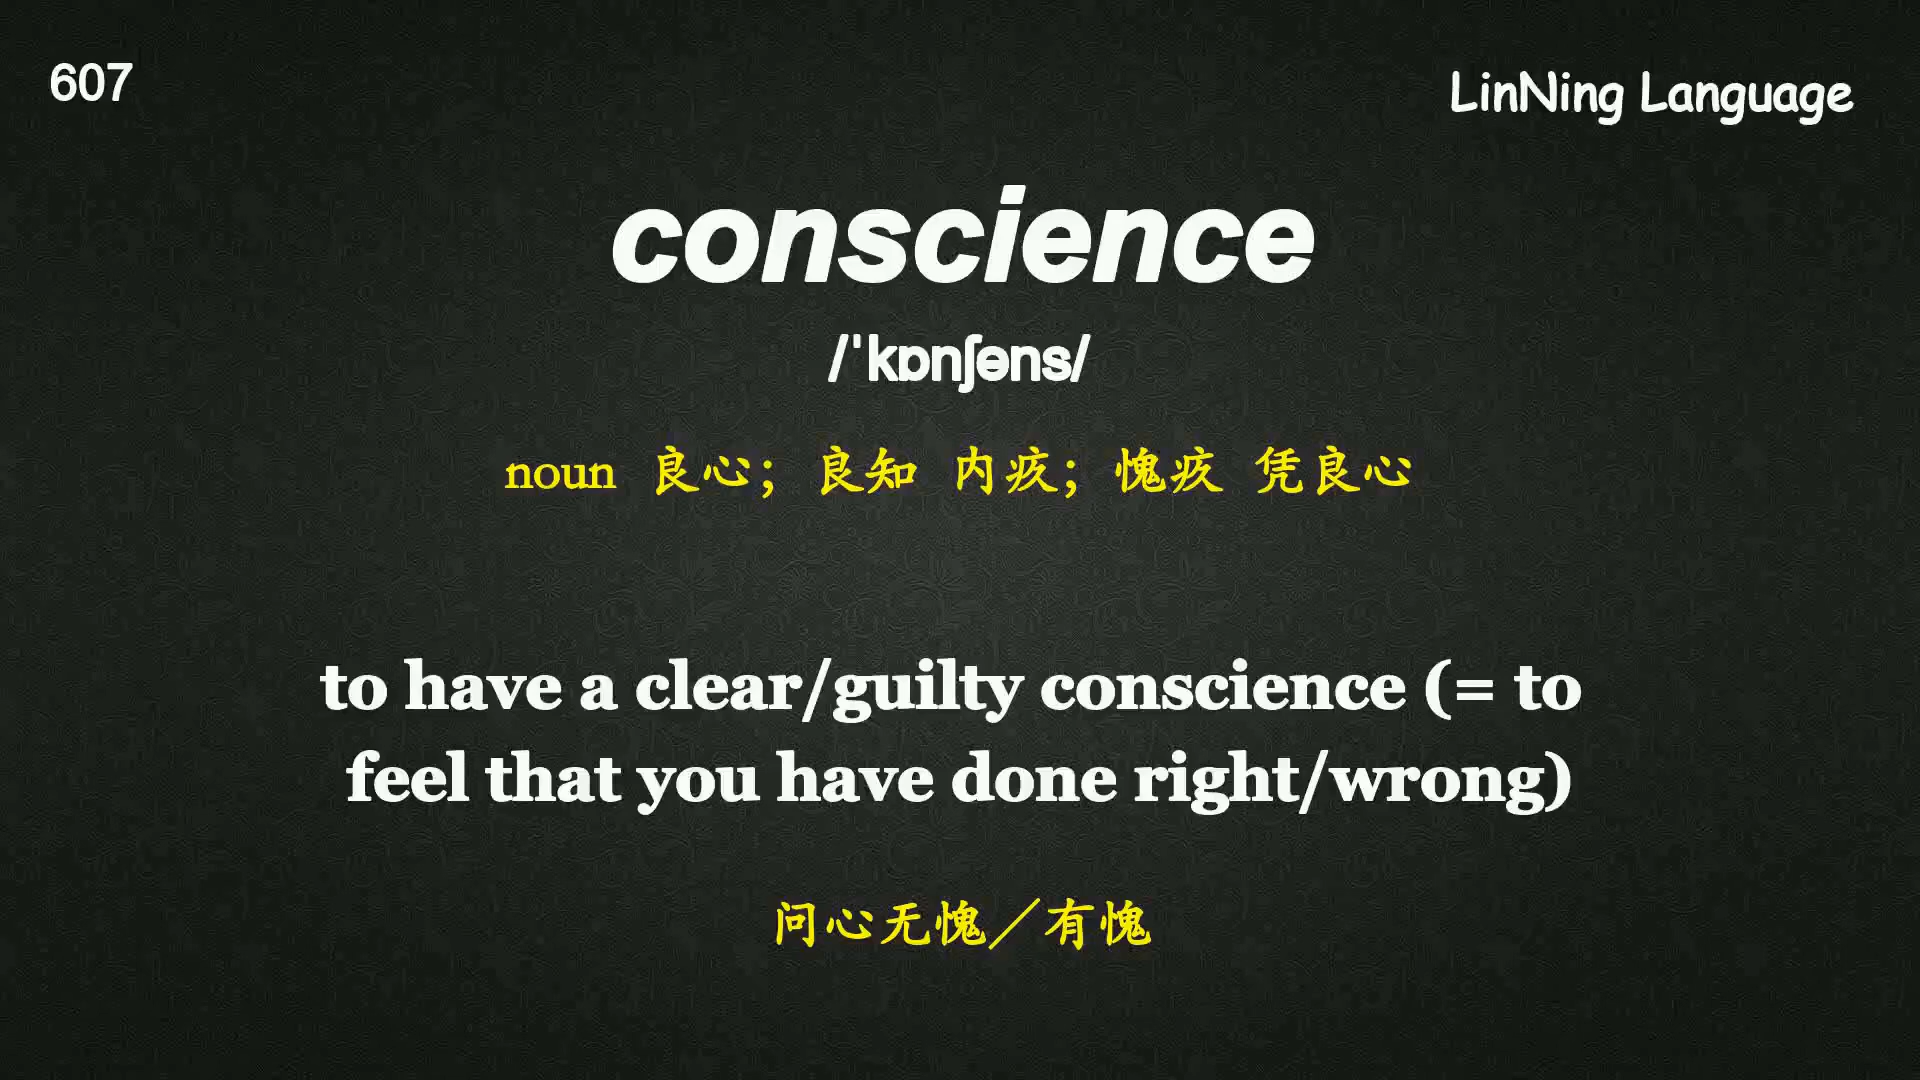 607
LinNing Language
conscience
/ˈkɒnʃəns/
noun 良心；良知 内疚；愧疚 凭良心
to have a clear/guilty conscience (= to
feel that you have done right/wrong)
问心无愧／有愧